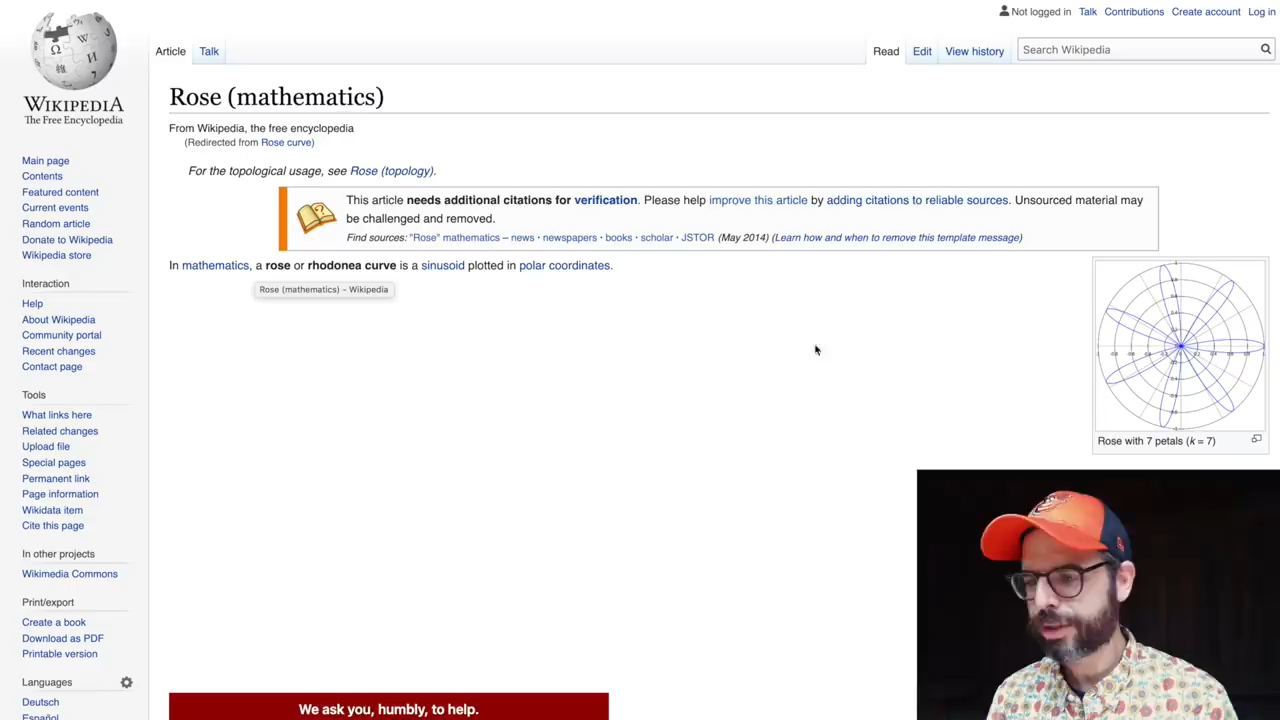 Not logged in Talk Contributions Create account Log in
Article Talk Read Edit View history Search Wikipedia
WIKIPEDIA
The Free Encyclopedia
Main page
Contents
Featured content
Current events
Random article
Donate to Wikipedia
Wikipedia store
Interaction
Help
About Wikipedia
Community portal
Recent changes
Contact page
Tools
What links here
Related changes
Upload file
Special pages
Permanent link
Page information
Wikidata item
Cite this page
In other projects
Wikimedia Commons
Print/export
Create a book
Download as PDF
Printable version
Languages
Deutsch
Español
Rose (mathematics)
From Wikipedia, the free encyclopedia
(Redirected from Rose curve)
For the topological usage, see Rose (topology).
This article needs additional citations for verification. Please help improve this article by adding citations to reliable sources. Unsourced material may
be challenged and removed.
Find sources: "Rose" mathematics – news · newspapers · books · scholar · JSTOR (May 2014) (Learn how and when to remove this template message)
In mathematics, a rose or rhodonea curve is a sinusoid plotted in polar coordinates.
Rose (mathematics) – Wikipedia
Rose with 7 petals (k = 7)
We ask you, humbly, to help.